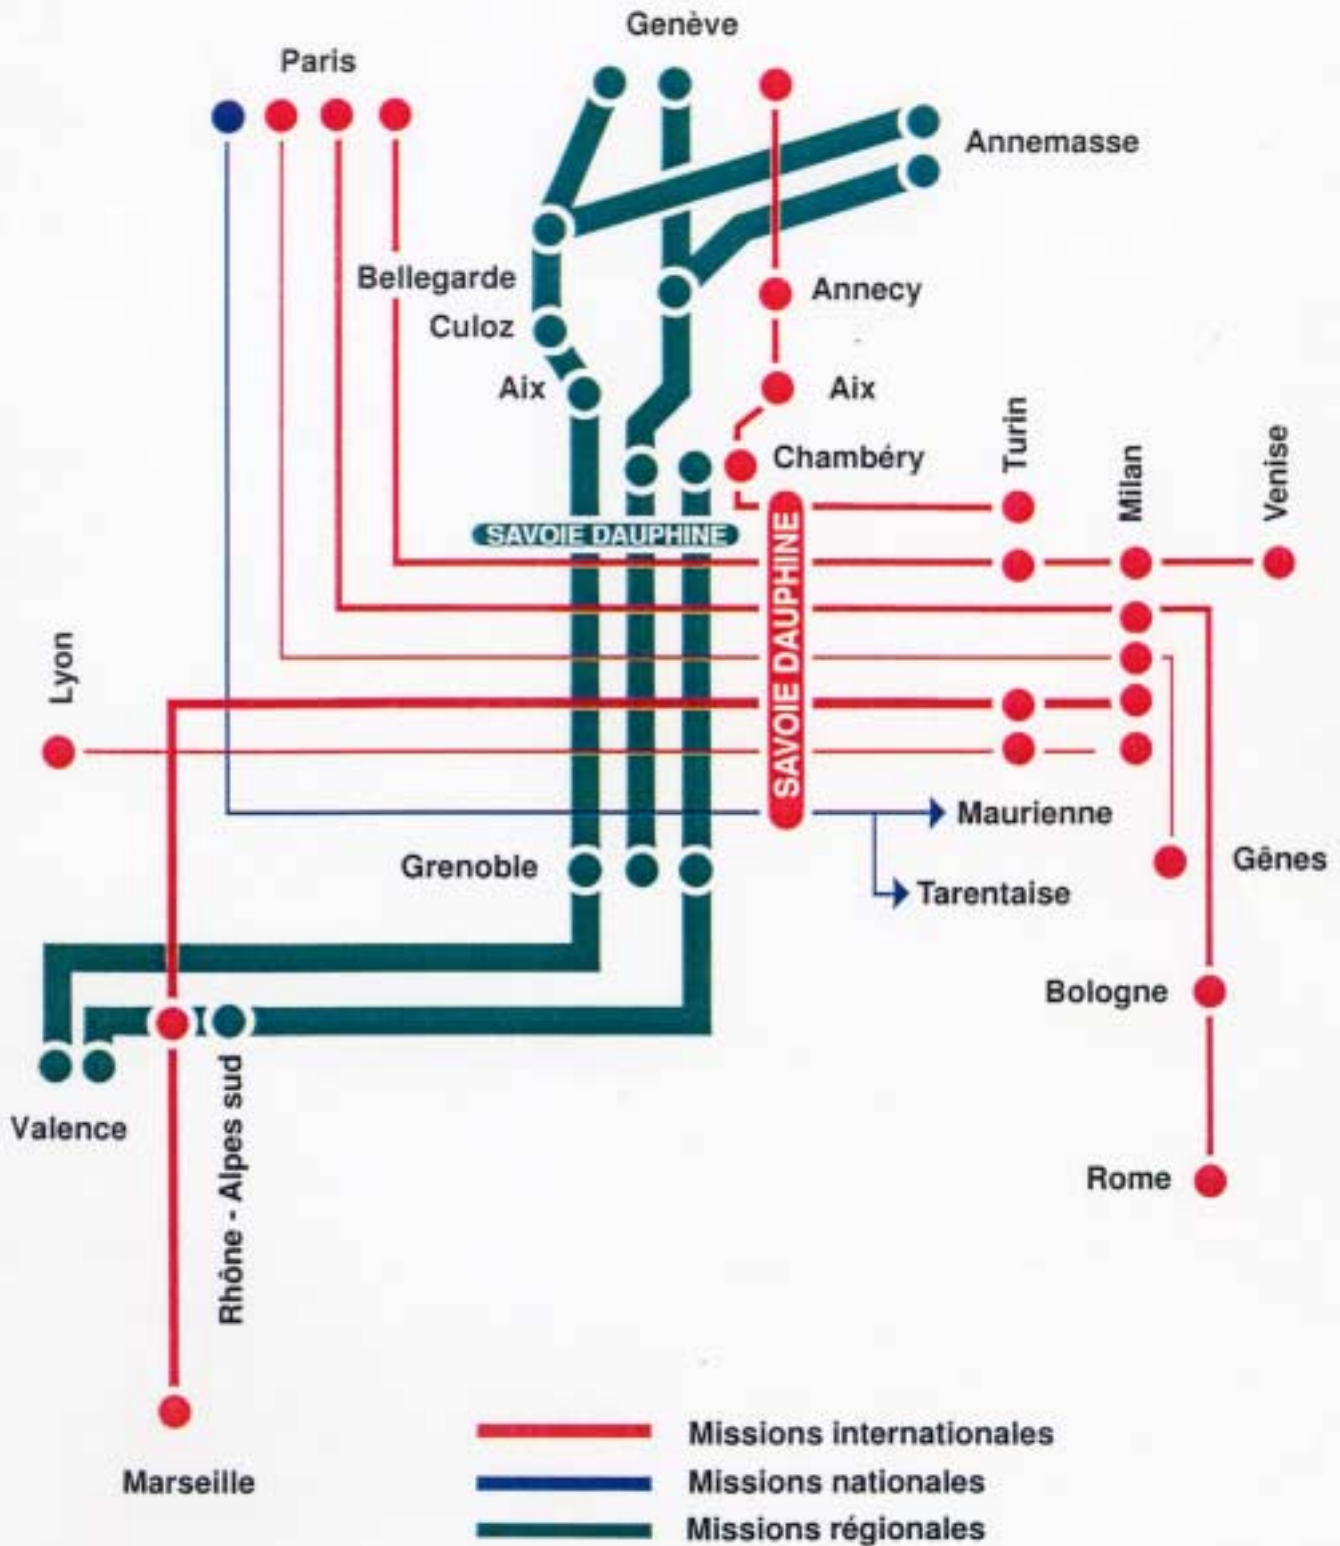 Genève
Paris
Annemasse
Bellegarde
Annecy
Culoz
Aix
Aix
Chambéry
Turin
Milan
Venise
SAVOIE DAUPHINE
SAVOIE DAUPHINE
Lyon
Maurienne
Grenoble
Gênes
Tarentaise
Bologne
Valence
Rhône - Alpes sud
Rome
Marseille
Missions internationales
Missions nationales
Missions régionales